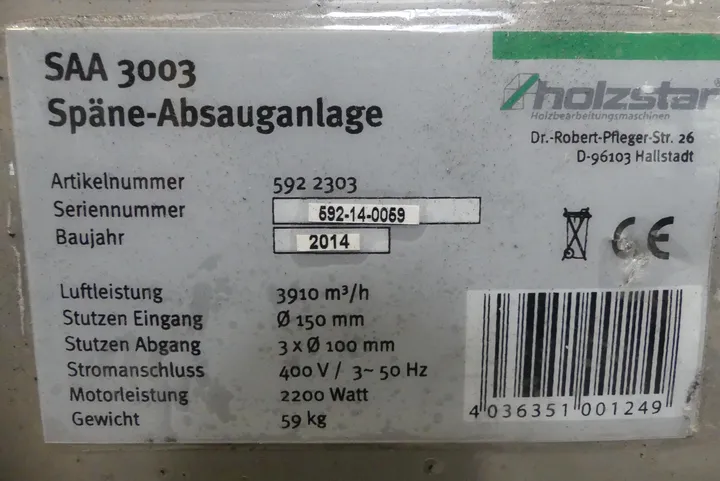 SAA 3003
Späne-Absauganlage
holzstar
Holzbearbeitungsmaschinen
Dr.-Robert-Pfleger-Str. 26
D-96103 Hallstadt
Artikelnummer 592 2303
Seriennummer 592-14-0059
Baujahr 2014
CE
Luftleistung 3910 m³/h
Stutzen Eingang Ø 150 mm
Stutzen Abgang 3 x Ø 100 mm
Stromanschluss 400 V / 3~ 50 Hz
Motorleistung 2200 Watt
Gewicht 59 kg
4 036351 001249